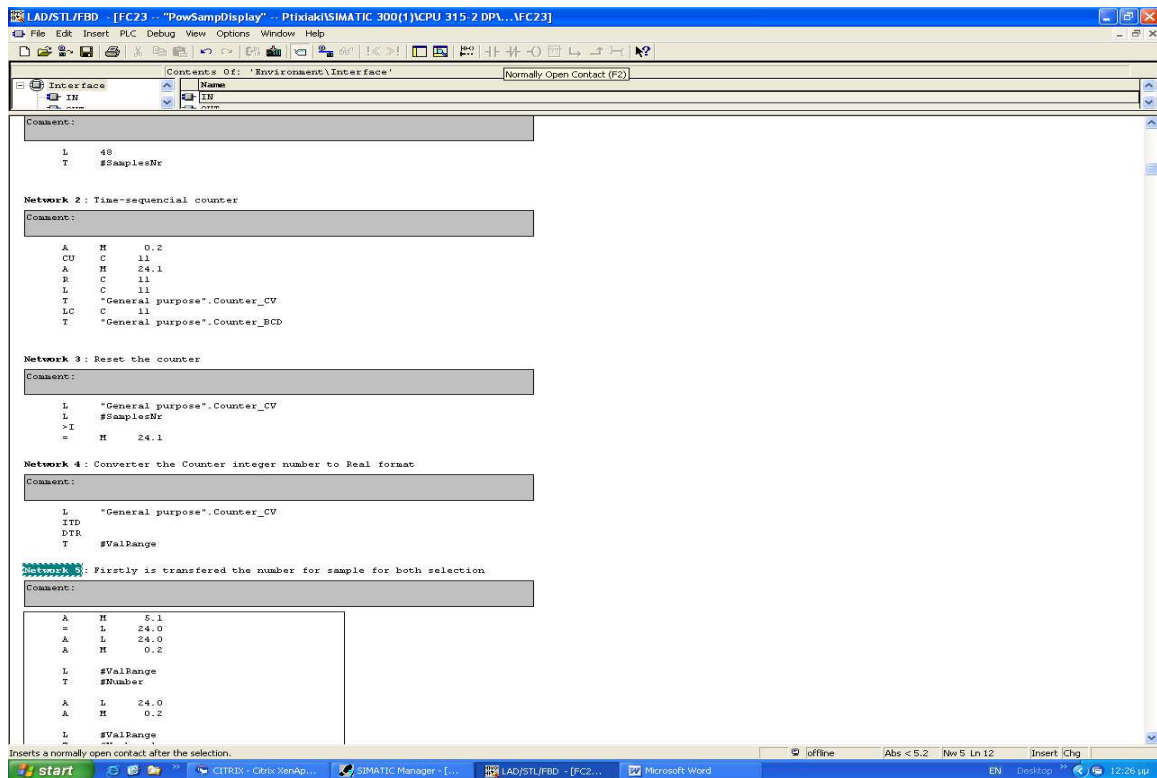 LAD/STL/FBD - [FC23 -- "PowSampDisplay" -- Ptixiaki\SIMATIC 300(1)\CPU 315-2 DP\...\FC23]
File Edit Insert PLC Debug View Options Window Help
Contents Of: 'Environment\Interface'
Normally Open Contact (F2)
Interface
IN
Name
IN
Comment:
L 48
T #SamplesNr
Network 2 : Time-sequencial counter
Comment:
A M 0.2
CU C 11
A M 24.1
R C 11
L C 11
T "General purpose".Counter_CV
LC C 11
T "General purpose".Counter_BCD
Network 3 : Reset the counter
Comment:
L "General purpose".Counter_CV
L #SamplesNr
>I
= M 24.1
Network 4 : Converter the Counter integer number to Real format
Comment:
L "General purpose".Counter_CV
ITD
DTR
T #ValRange
Network 5 : Firstly is transfered the number for sample for both selection
Comment:
A M 5.1
= L 24.0
A L 24.0
A M 0.2
L #ValRange
T #Number
A L 24.0
A M 0.2
L #ValRange
Inserts a normally open contact after the selection.
offline
Abs < 5.2
Nw 5 Ln 12
Insert
Chg
start
CITRIX - Citrix XenAp...
SIMATIC Manager - [...
LAD/STL/FBD - [FC2...
Microsoft Word
EN
Desktop
12:26 μμ